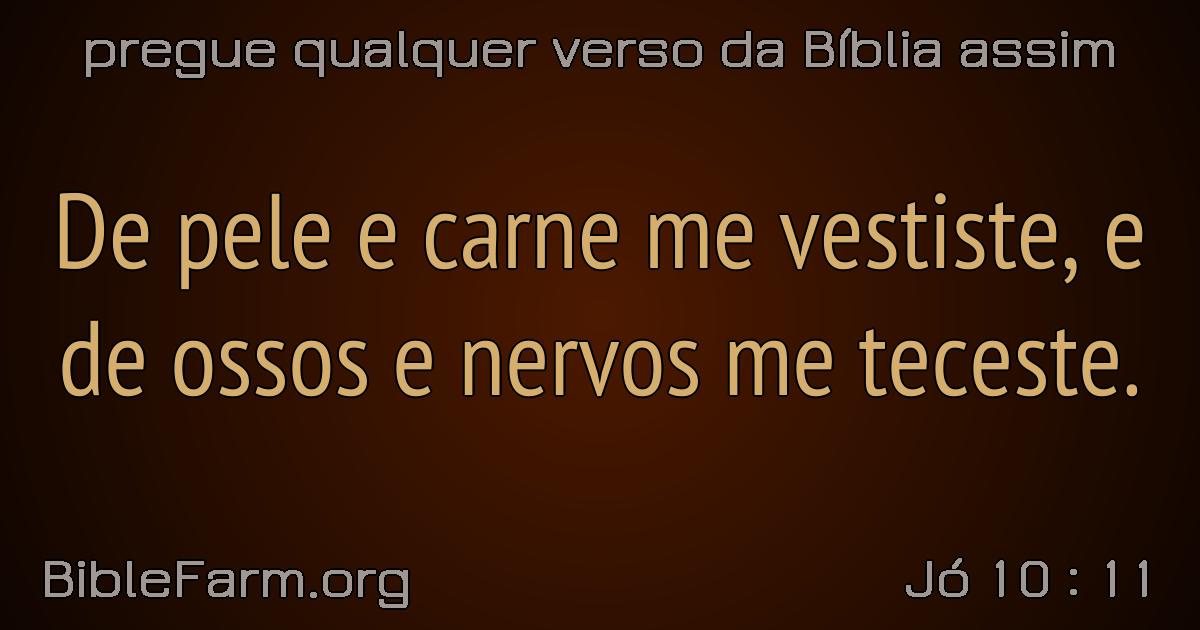 pregue qualquer verso da Bíblia assim
De pele e carne me vestiste, e
de ossos e nervos me teceste.
BibleFarm.org
Jó 10 : 11